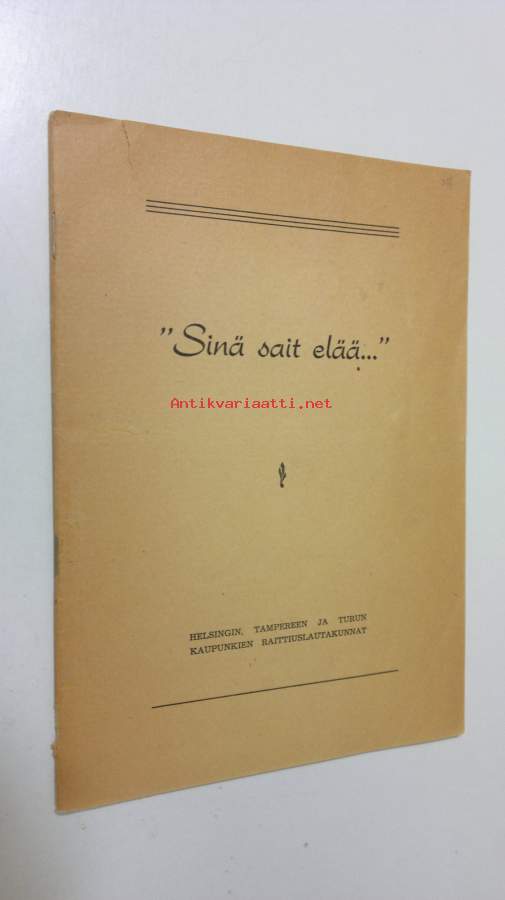 "Sinä sait elää..."
Antikvariaatti.net
HELSINGIN, TAMPEREEN JA TURUN
KAUPUNKIEN RAITTIUSLAUTAKUNNAT